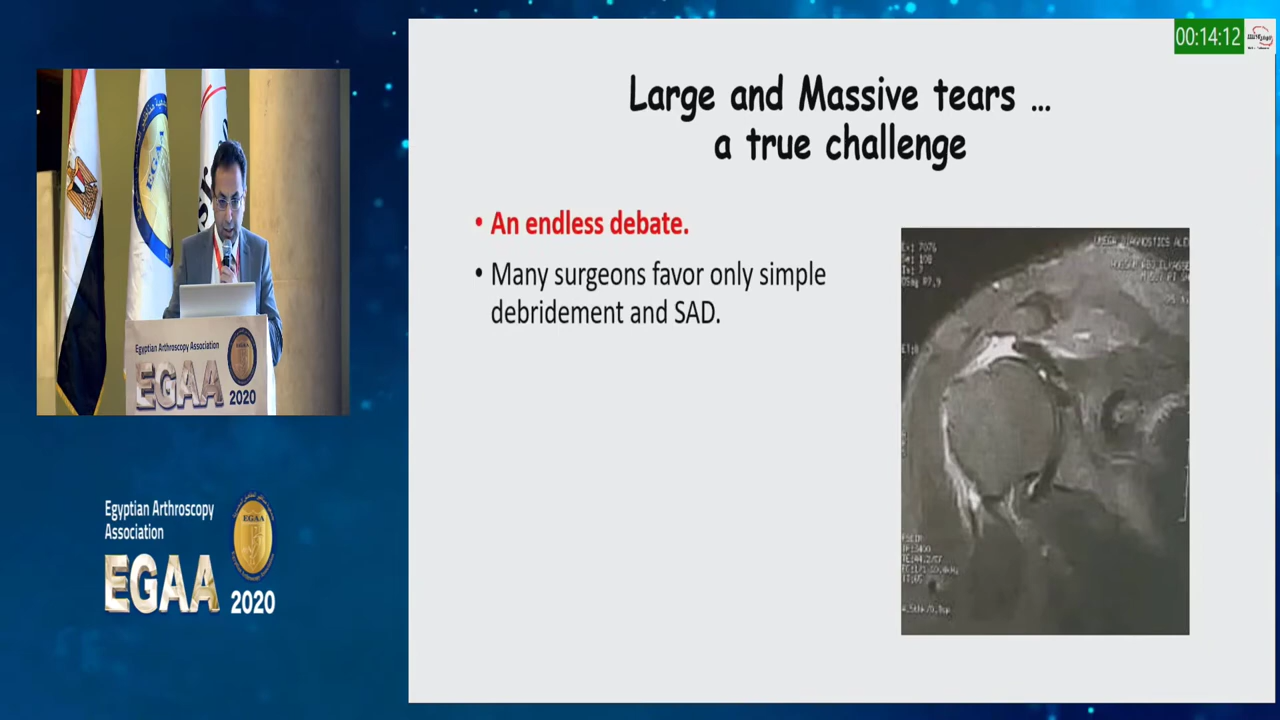 00:14:12
Large and Massive tears ...
a true challenge
• An endless debate.
• Many surgeons favor only simple
debridement and SAD.
Egyptian Arthroscopy Association
EGAA
2020
Egyptian Arthroscopy
Association
EGAA
2020
EGAA